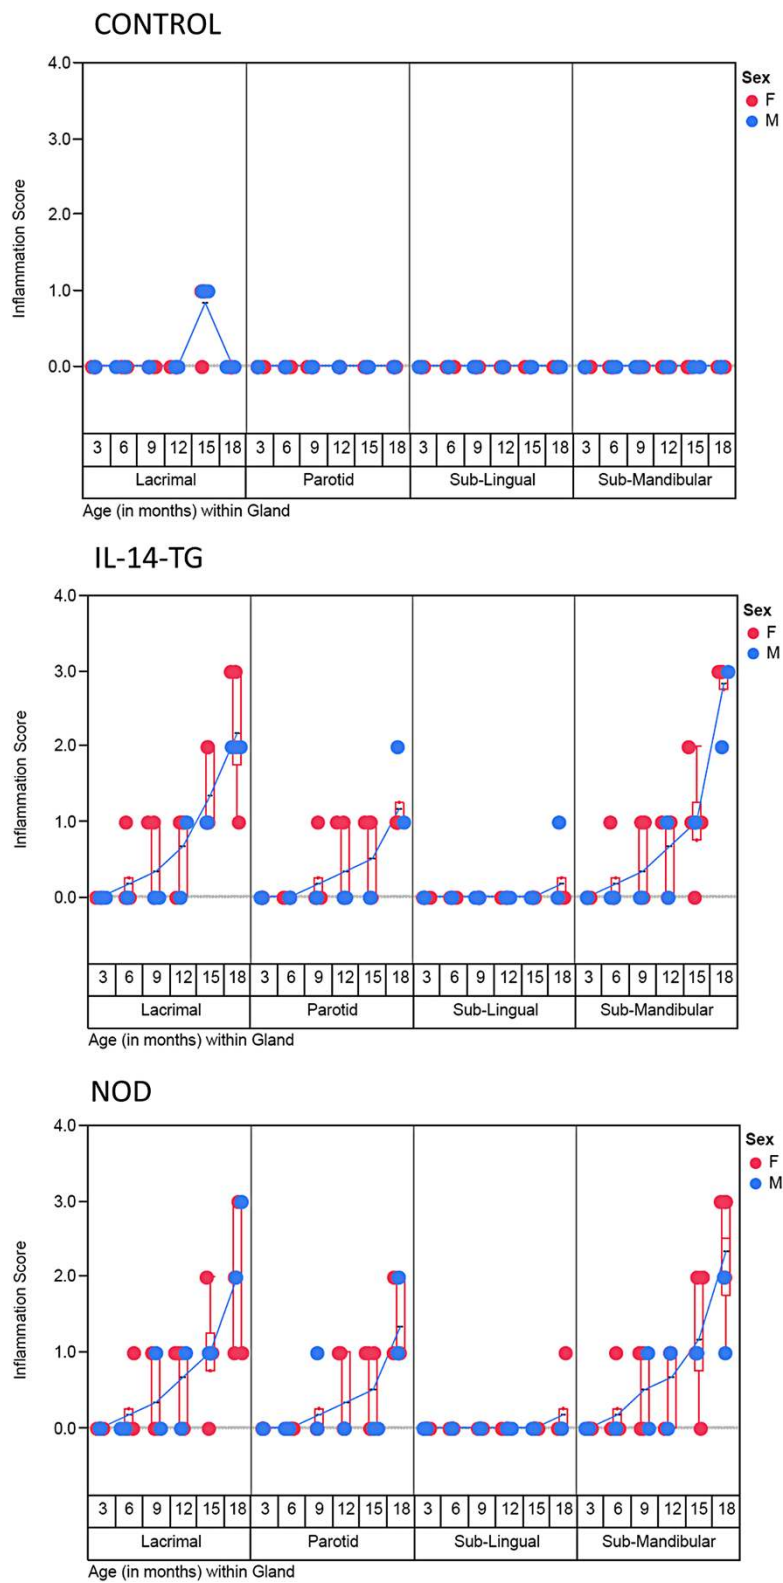 CONTROL
4.0
3.0
2.0
1.0
0.0
Inflammation Score
Sex
F
M
3 6 9 12 15 18 3 6 9 12 15 18 3 6 9 12 15 18 3 6 9 12 15 18
Lacrimal Parotid Sub-Lingual Sub-Mandibular
Age (in months) within Gland
IL-14-TG
4.0
3.0
2.0
1.0
0.0
Inflammation Score
Sex
F
M
3 6 9 12 15 18 3 6 9 12 15 18 3 6 9 12 15 18 3 6 9 12 15 18
Lacrimal Parotid Sub-Lingual Sub-Mandibular
Age (in months) within Gland
NOD
4.0
3.0
2.0
1.0
0.0
Inflammation Score
Sex
F
M
3 6 9 12 15 18 3 6 9 12 15 18 3 6 9 12 15 18 3 6 9 12 15 18
Lacrimal Parotid Sub-Lingual Sub-Mandibular
Age (in months) within Gland